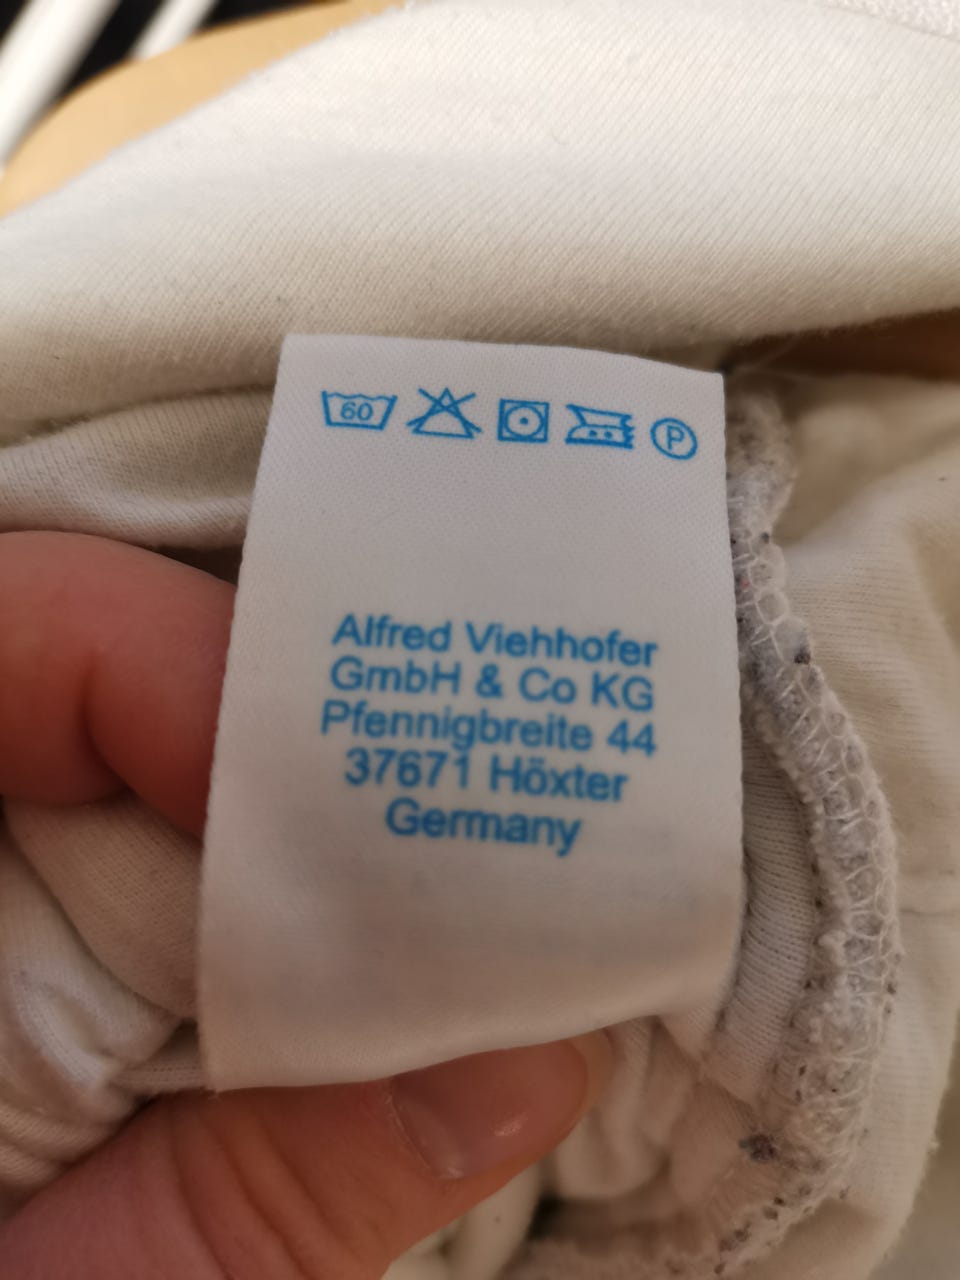 60 P
Alfred Viehhofer
GmbH & Co KG
Pfennigbreite 44
37671 Höxter
Germany